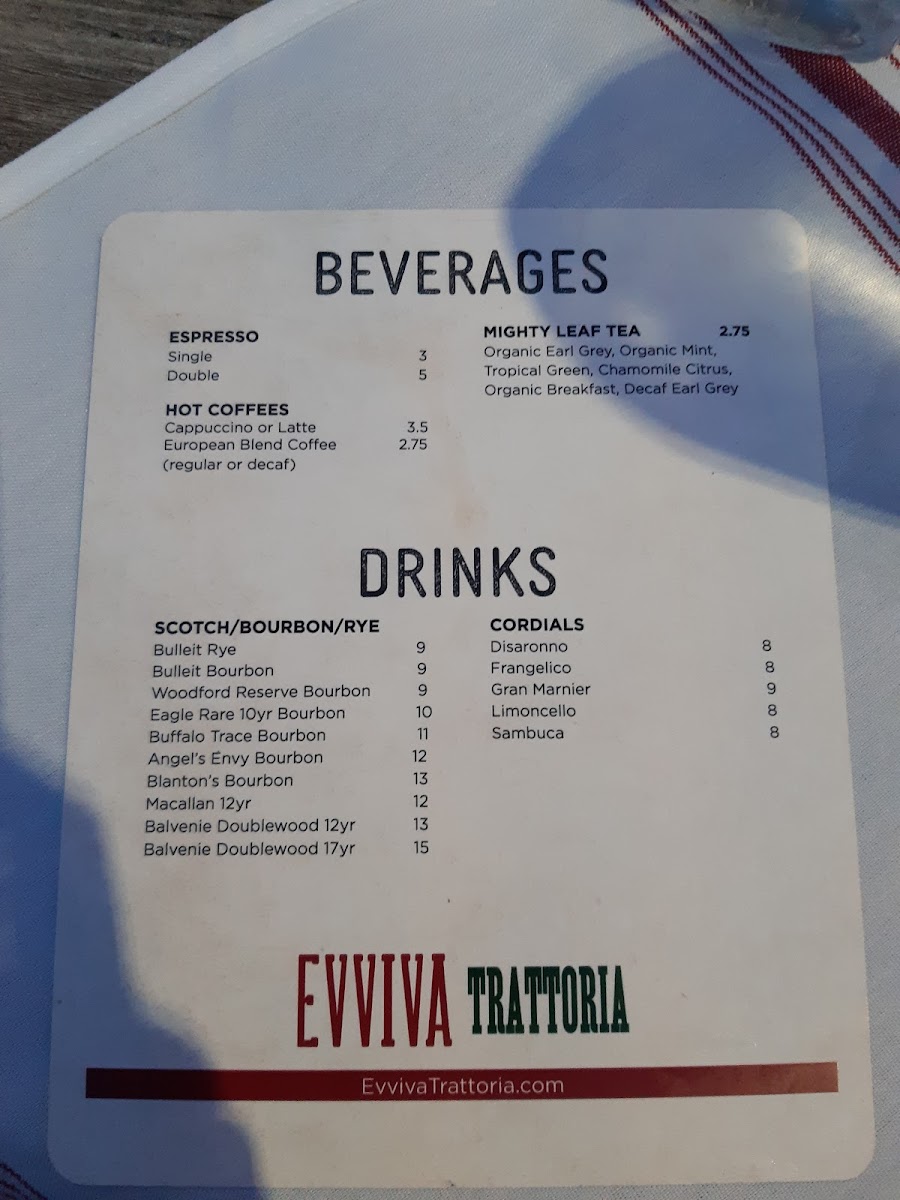 BEVERAGES
ESPRESSO
Single 3
Double 5
HOT COFFEES
Cappuccino or Latte 3.5
European Blend Coffee 2.75
(regular or decaf)
MIGHTY LEAF TEA 2.75
Organic Earl Grey, Organic Mint,
Tropical Green, Chamomile Citrus,
Organic Breakfast, Decaf Earl Grey
DRINKS
SCOTCH/BOURBON/RYE
Bulleit Rye 9
Bulleit Bourbon 9
Woodford Reserve Bourbon 9
Eagle Rare 10yr Bourbon 10
Buffalo Trace Bourbon 11
Angel's Envy Bourbon 12
Blanton's Bourbon 13
Macallan 12yr 12
Balvenie Doublewood 12yr 13
Balvenie Doublewood 17yr 15
CORDIALS
Disaronno 8
Frangelico 8
Gran Marnier 9
Limoncello 8
Sambuca 8
EVVIVA TRATTORIA
EvvivaTrattoria.com